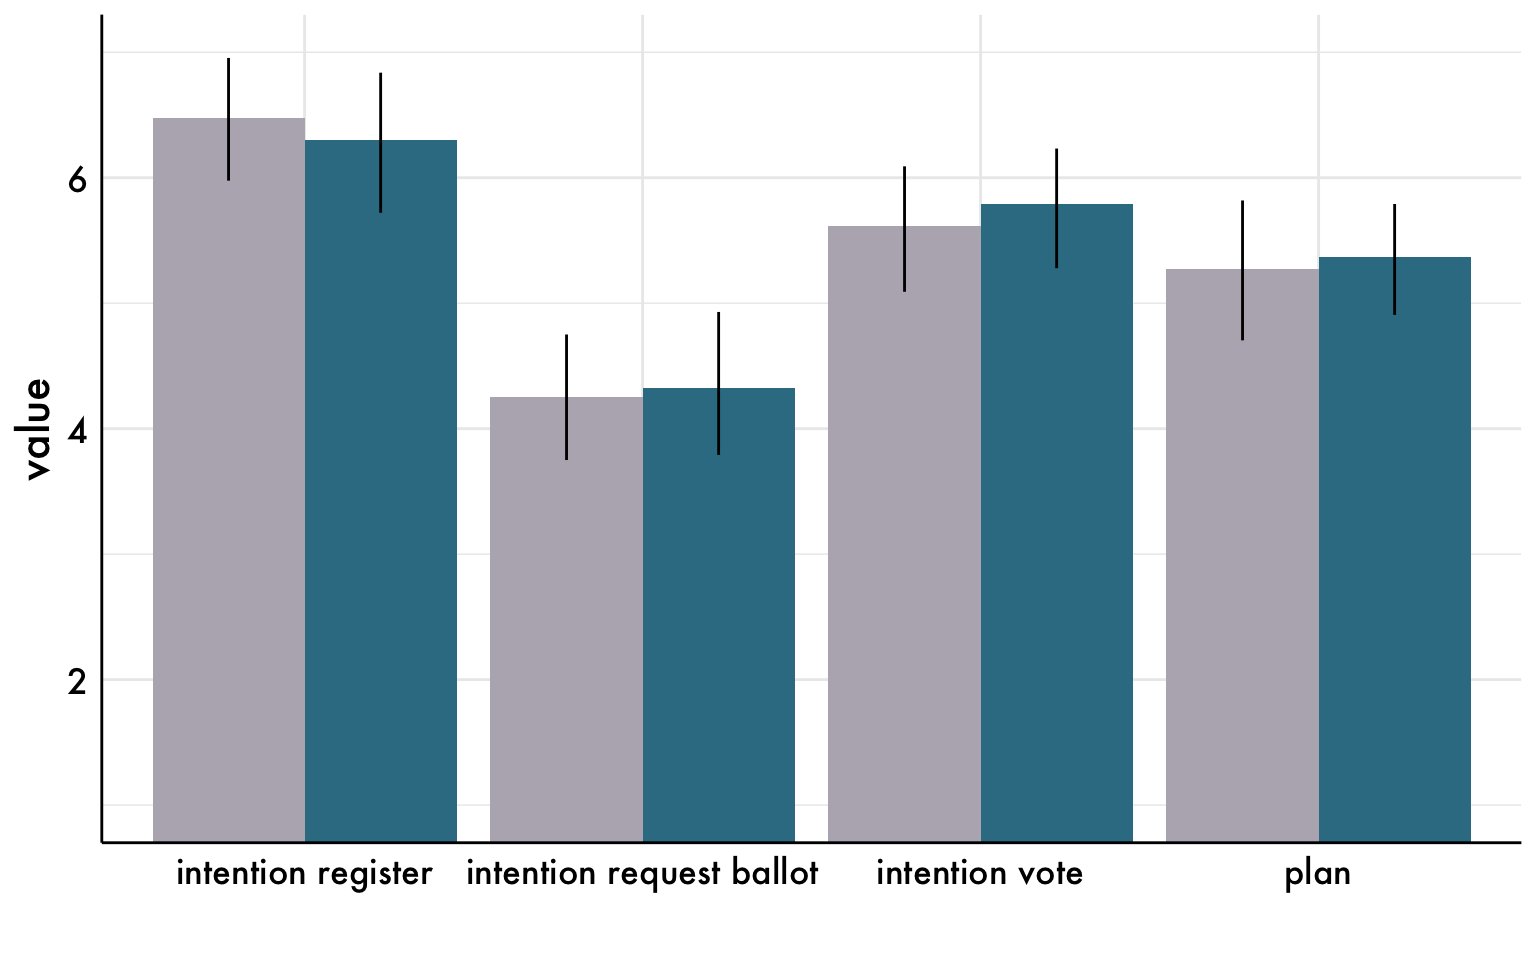 value
6
4
2
intention register
intention request ballot
intention vote
plan